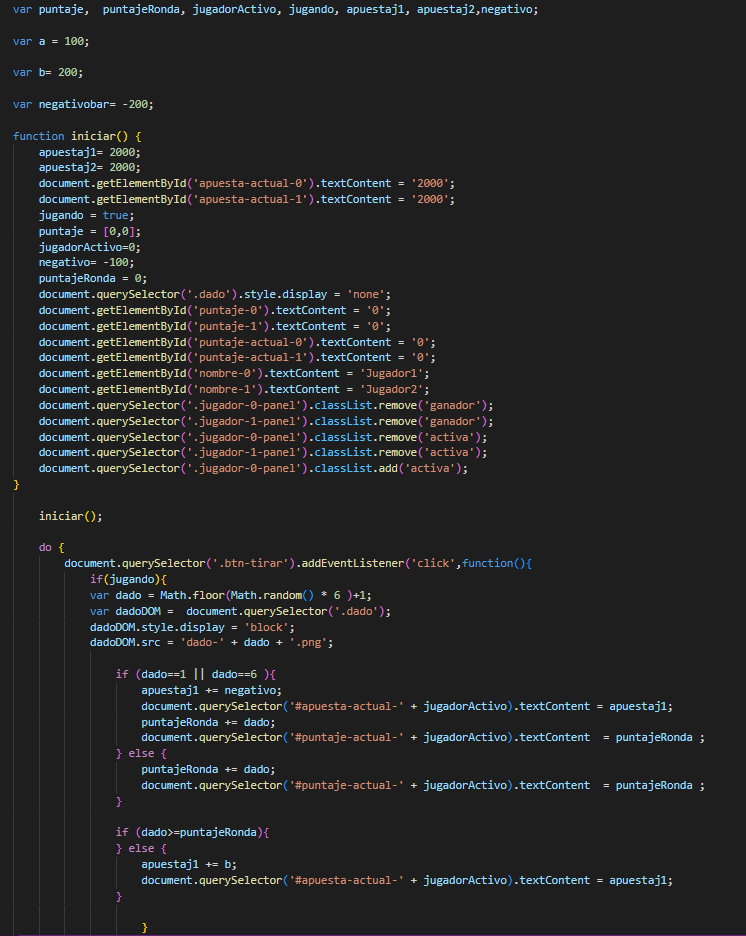 var puntaje,  puntajeRonda, jugadorActivo, jugando, apuestaj1, apuestaj2,negativo;
var a = 100;
var b= 200;
var negativobar= -200;
function iniciar() {
apuestaj1= 2000;
apuestaj2= 2000;
document.getElementById('apuesta-actual-0').textContent = '2000';
document.getElementById('apuesta-actual-1').textContent = '2000';
jugando = true;
puntaje = [0,0];
jugadorActivo=0;
negativo= -100;
puntajeRonda = 0;
document.querySelector('.dado').style.display = 'none';
document.getElementById('puntaje-0').textContent = '0';
document.getElementById('puntaje-1').textContent = '0';
document.getElementById('puntaje-actual-0').textContent = '0';
document.getElementById('puntaje-actual-1').textContent = '0';
document.getElementById('nombre-0').textContent = 'Jugador1';
document.getElementById('nombre-1').textContent = 'Jugador2';
document.querySelector('.jugador-0-panel').classList.remove('ganador');
document.querySelector('.jugador-1-panel').classList.remove('ganador');
document.querySelector('.jugador-0-panel').classList.remove('activa');
document.querySelector('.jugador-1-panel').classList.remove('activa');
document.querySelector('.jugador-0-panel').classList.add('activa');
}
iniciar();
do {
document.querySelector('.btn-tirar').addEventListener('click',function(){
if(jugando){
var dado = Math.floor(Math.random() * 6 )+1;
var dadoDOM =  document.querySelector('.dado');
dadoDOM.style.display = 'block';
dadoDOM.src = 'dado-' + dado + '.png';
if (dado==1 || dado==6 ){
apuestaj1 += negativo;
document.querySelector('#apuesta-actual-' + jugadorActivo).textContent = apuestaj1;
puntajeRonda += dado;
document.querySelector('#puntaje-actual-' + jugadorActivo).textContent  = puntajeRonda ;
} else {
puntajeRonda += dado;
document.querySelector('#puntaje-actual-' + jugadorActivo).textContent  = puntajeRonda ;
}
if (dado>=puntajeRonda){
} else {
apuestaj1 += b;
document.querySelector('#apuesta-actual-' + jugadorActivo).textContent = apuestaj1;
}
}